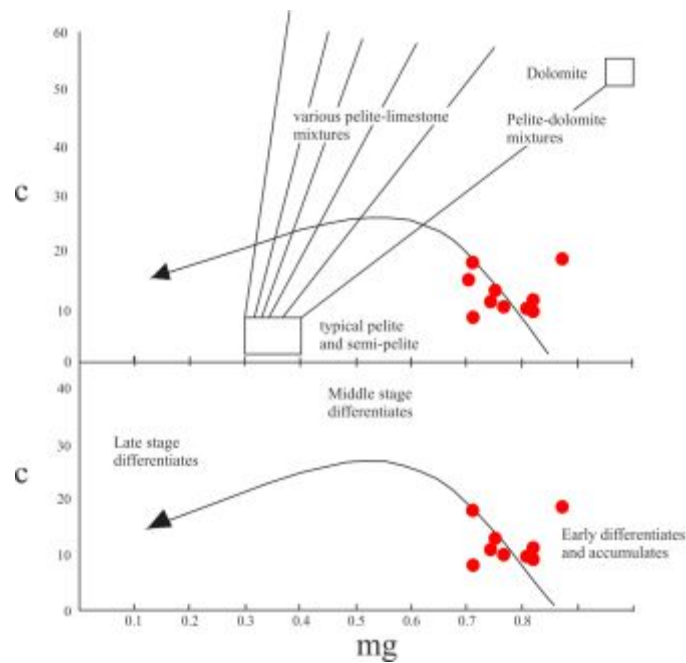 60
50
40
30
20
10
0
c
Dolomite
various pelite-limestone
mixtures
Pelite-dolomite
mixtures
typical pelite
and semi-pelite
40
30
20
10
0
c
Middle stage
differentiates
Late stage
differentiates
Early differentiates
and accumulates
0.1
0.2
0.3
0.4
0.5
0.6
0.7
0.8
mg